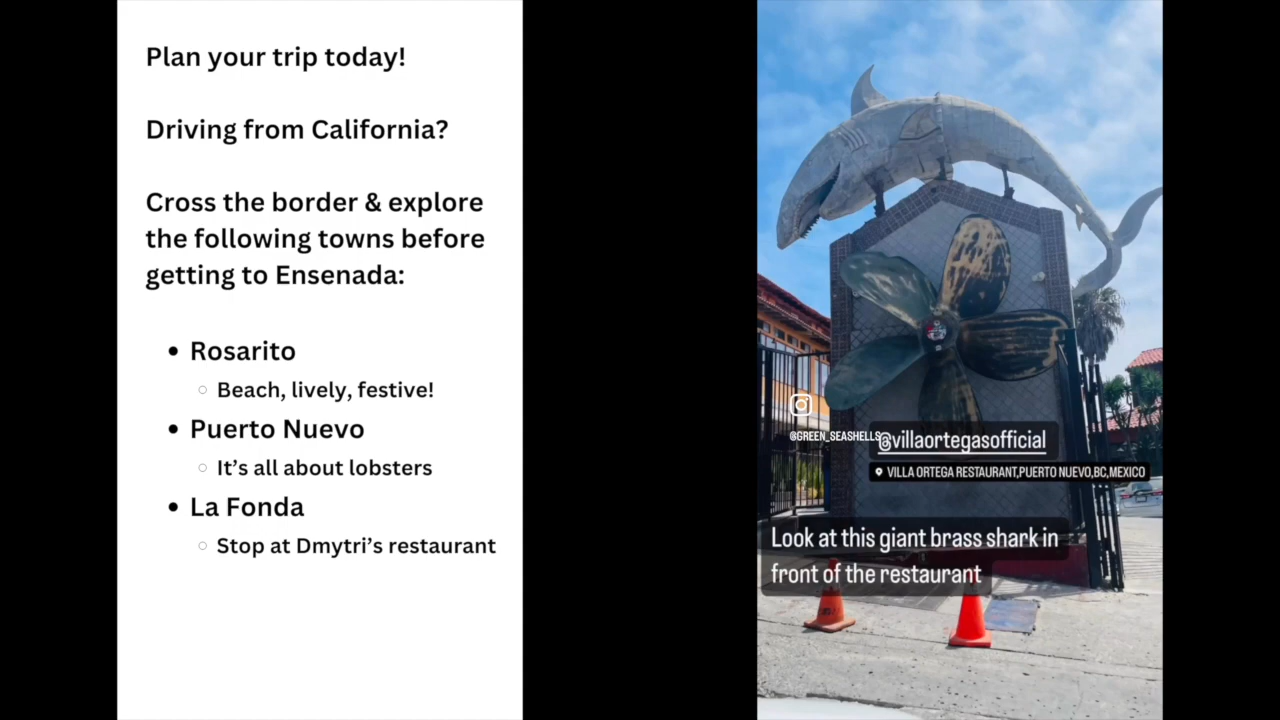 Plan your trip today!
Driving from California?
Cross the border & explore
the following towns before
getting to Ensenada:
• Rosarito
○ Beach, lively, festive!
• Puerto Nuevo
○ It's all about lobsters
• La Fonda
○ Stop at Dmytri's restaurant
@GREEN_SEASHELLS
@villaortegasofficial
VILLA ORTEGA RESTAURANT,PUERTO NUEVO,BC,MEXICO
Look at this giant brass shark in
front of the restaurant